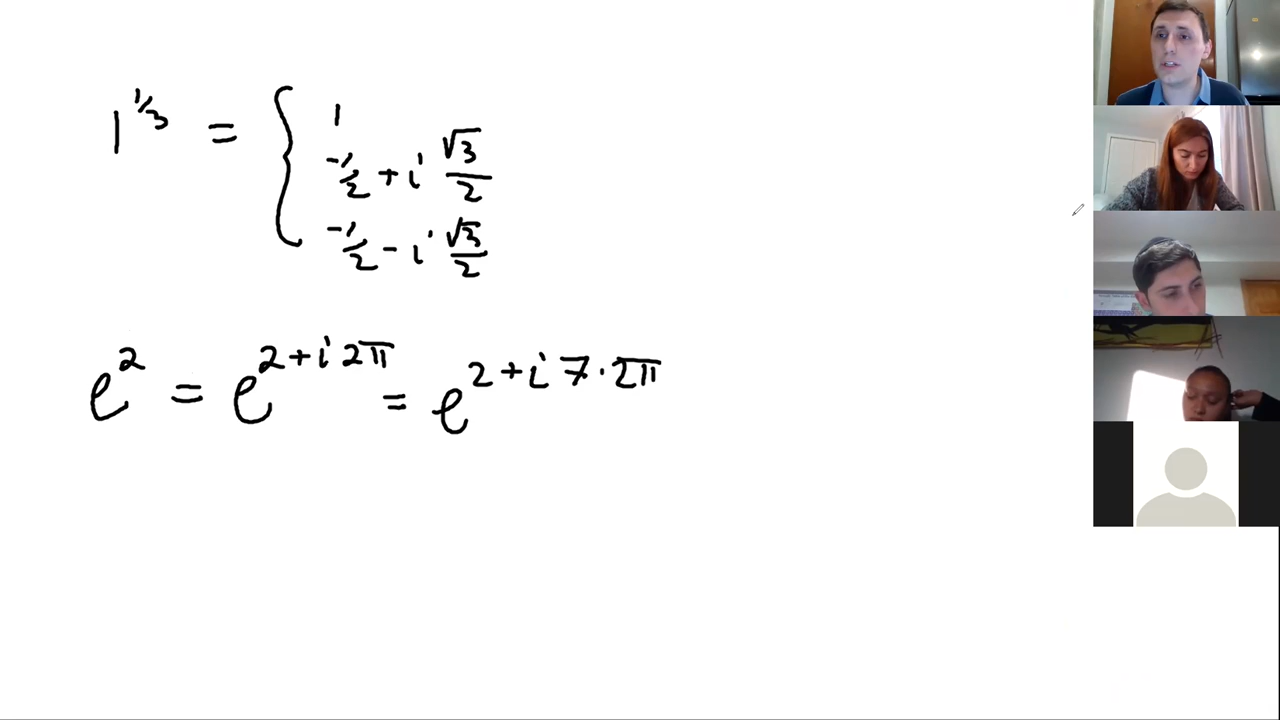 1^{1/3} = { 1
-1/2 + i √3/2
-1/2 - i √3/2
e^{2} = e^{2+i2π} = e^{2+i7·2π}